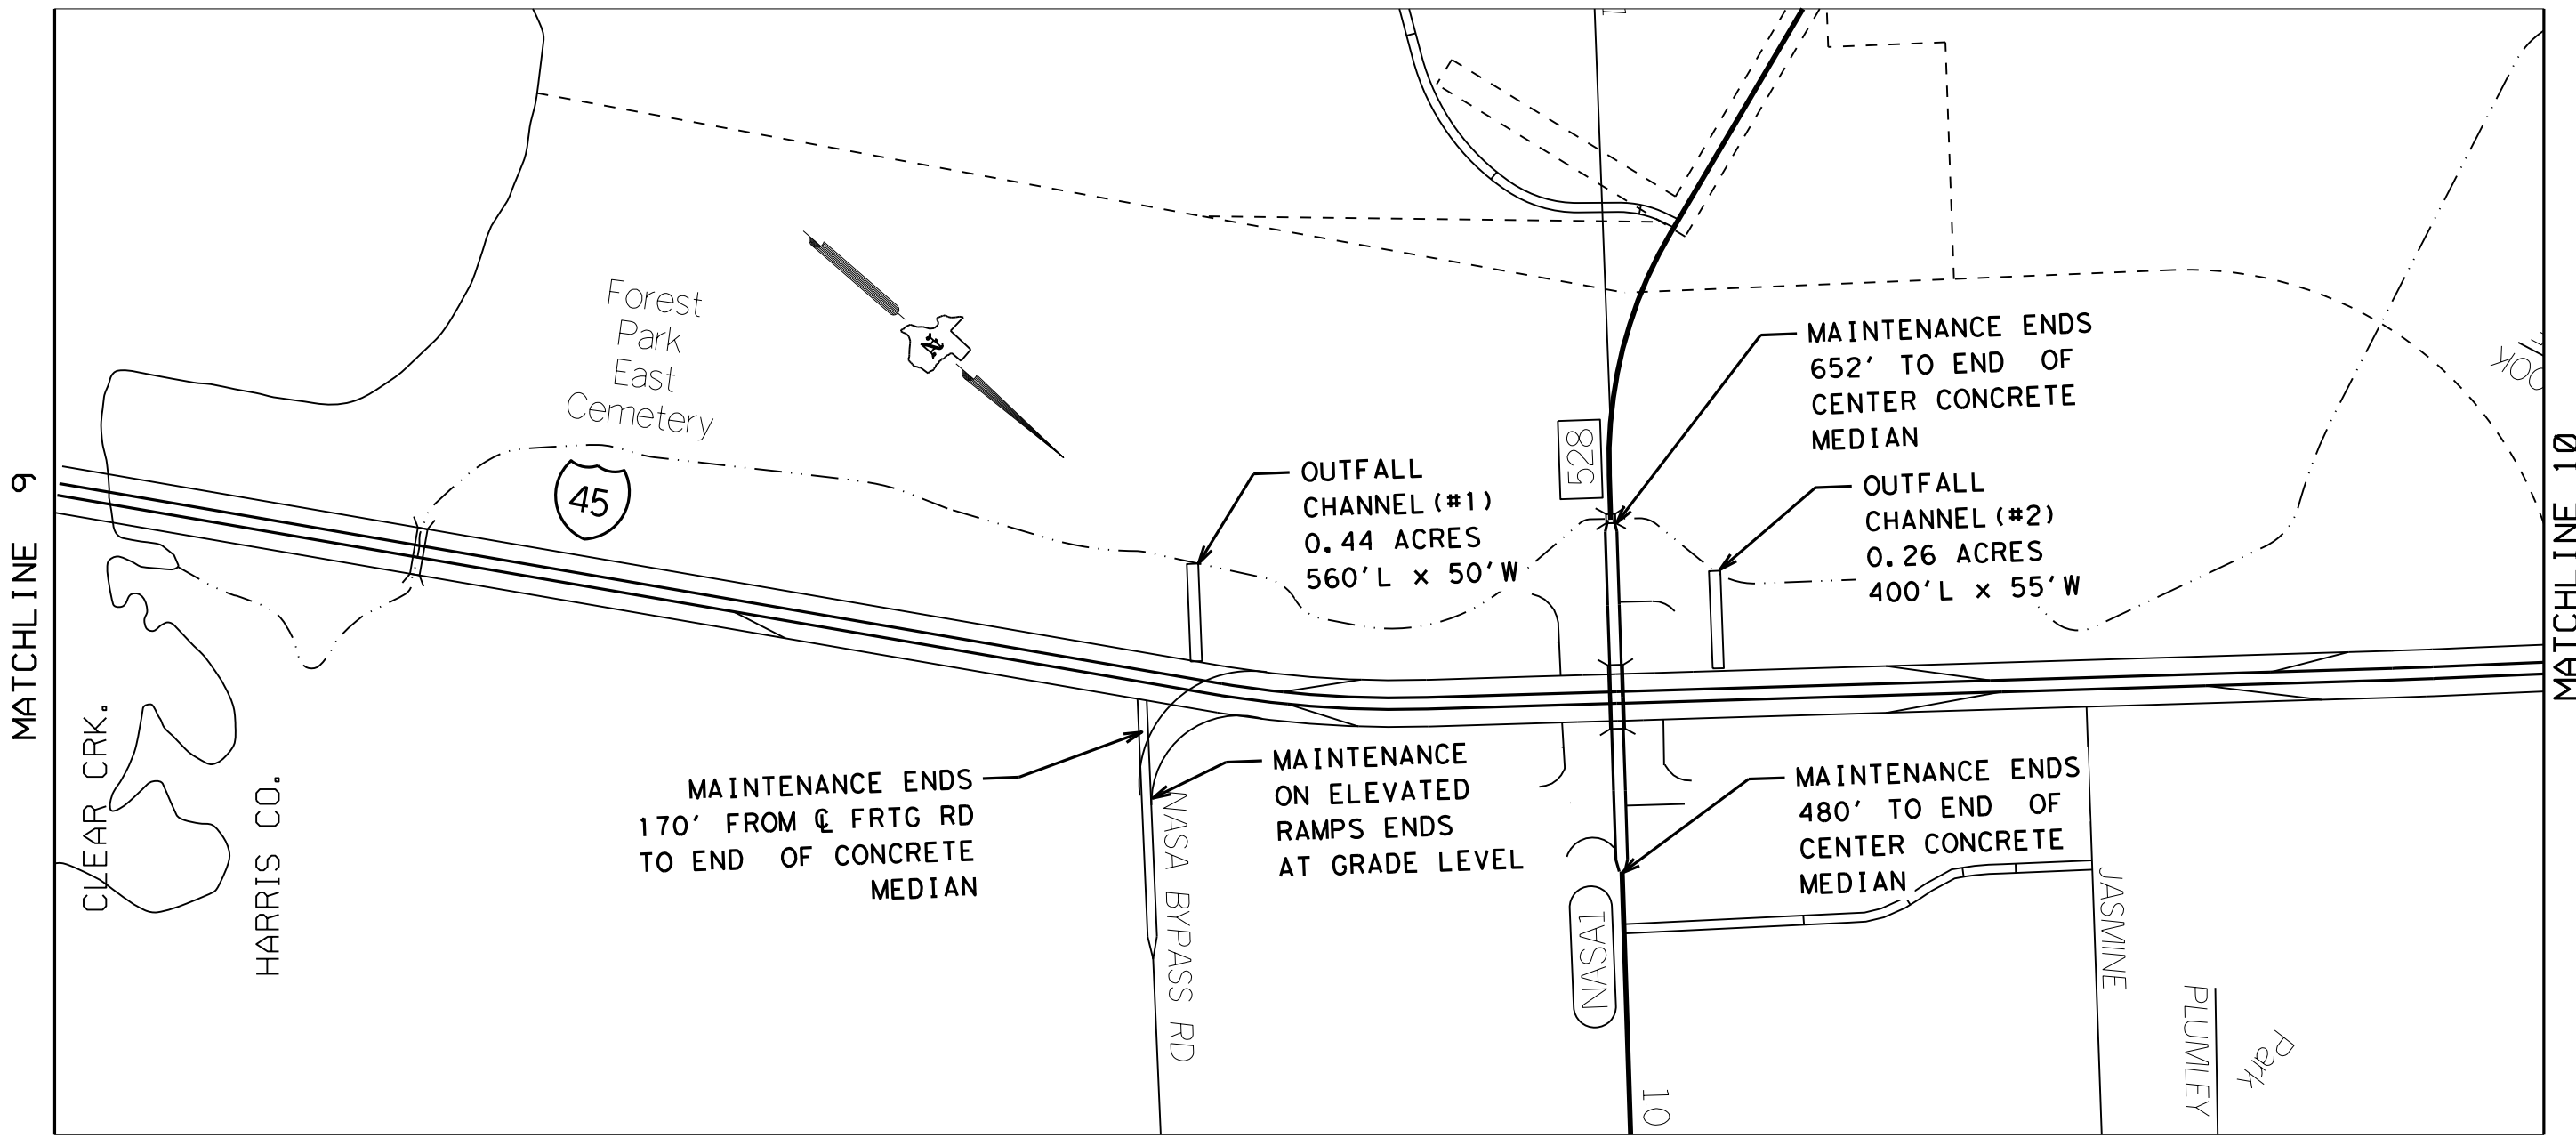 MATCHLINE 9
CLEAR CRK.
HARRIS CO.
Forest
Park
East
Cemetery
45
N
OUTFALL
CHANNEL (#1)
0.44 ACRES
560'L × 50'W
528
MAINTENANCE ENDS
652' TO END OF
CENTER CONCRETE
MEDIAN
OUTFALL
CHANNEL (#2)
0.26 ACRES
400'L × 55'W
MAINTENANCE ENDS
170' FROM ℄ FRTG RD
TO END OF CONCRETE
MEDIAN
MAINTENANCE
ON ELEVATED
RAMPS ENDS
AT GRADE LEVEL
MAINTENANCE ENDS
480' TO END OF
CENTER CONCRETE
MEDIAN
NASA BYPASS RD
NASA1
1.0
JASMINE
PLUMLEY
Park
MATCHLINE 10